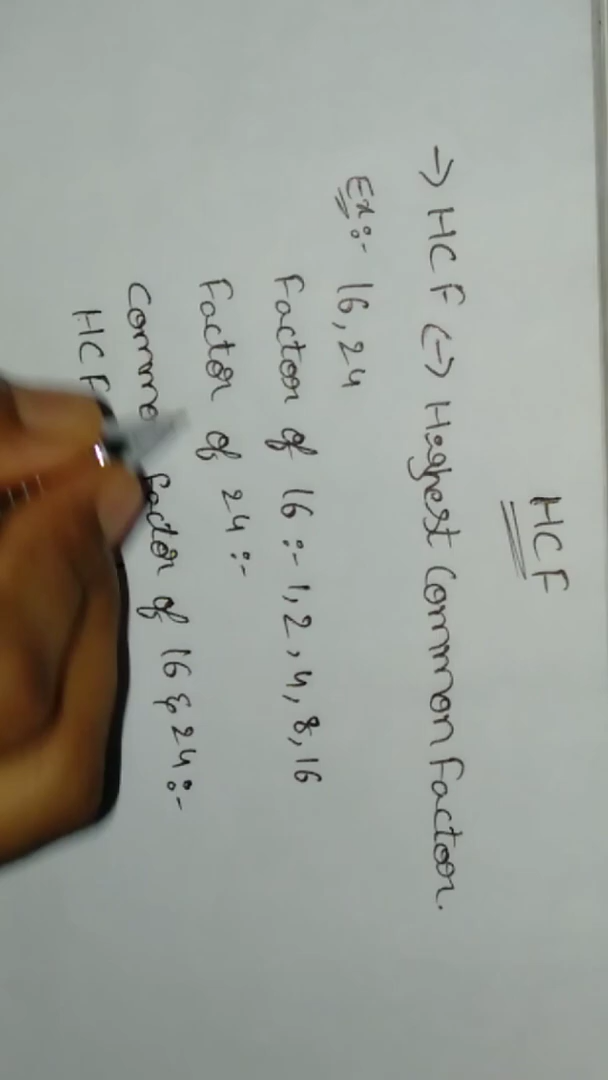 HCF
-> HCF (-> Highest Common Factor.
Ex:- 16, 24
Factor of 16 :- 1, 2, 4, 8, 16
Factor of 24 :-
Common factor of 16 & 24 :-
HCF